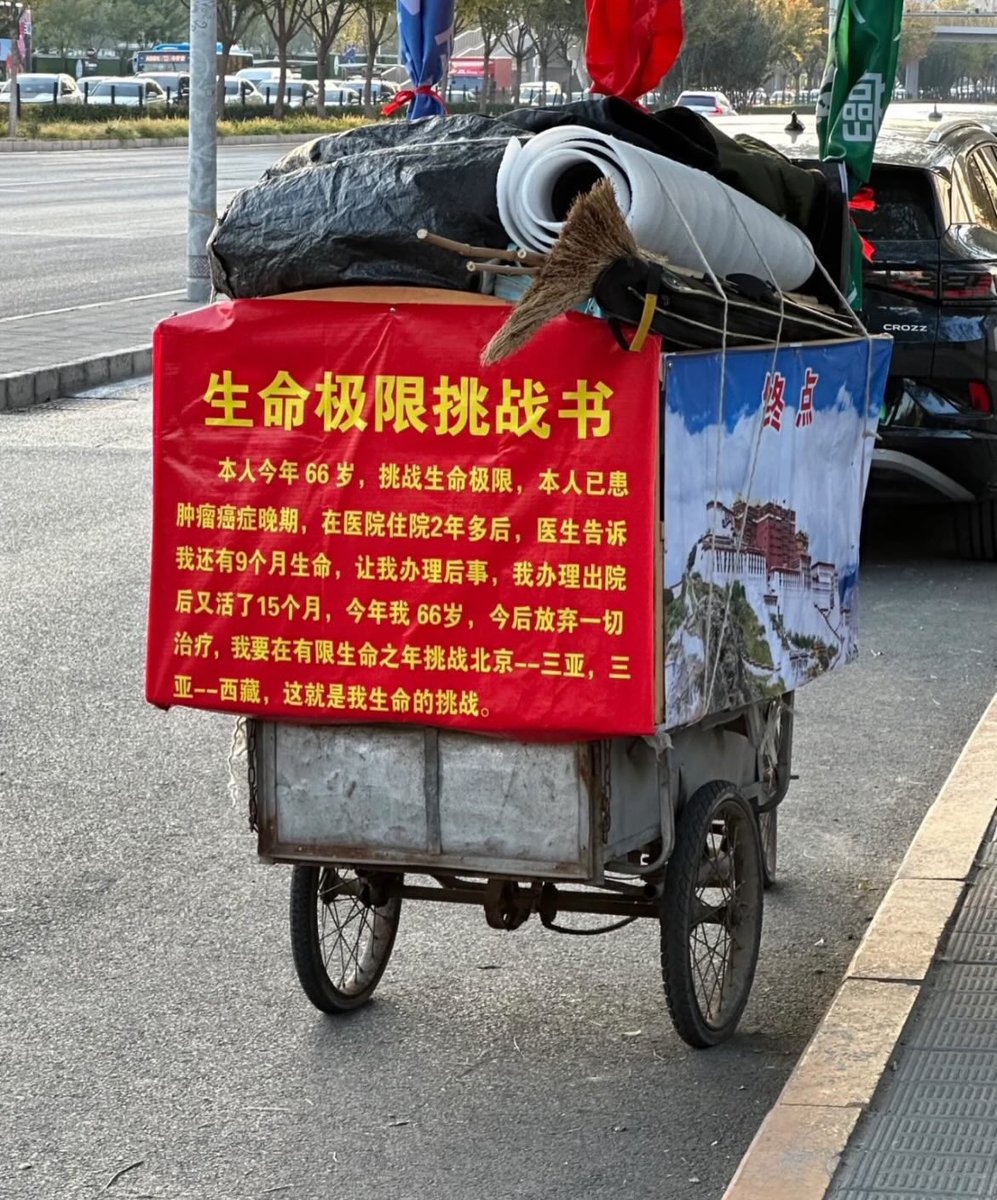 生命极限挑战书
本人今年 66 岁，挑战生命极限，本人已患
肿瘤癌症晚期，在医院住院2年多后，医生告诉
我还有9个月生命，让我办理后事，我办理出院
后又活了15个月，今年我 66岁，今后放弃一切
治疗，我要在有限生命之年挑战北京--三亚，三
亚--西藏，这就是我生命的挑战。
终点
CROZZ